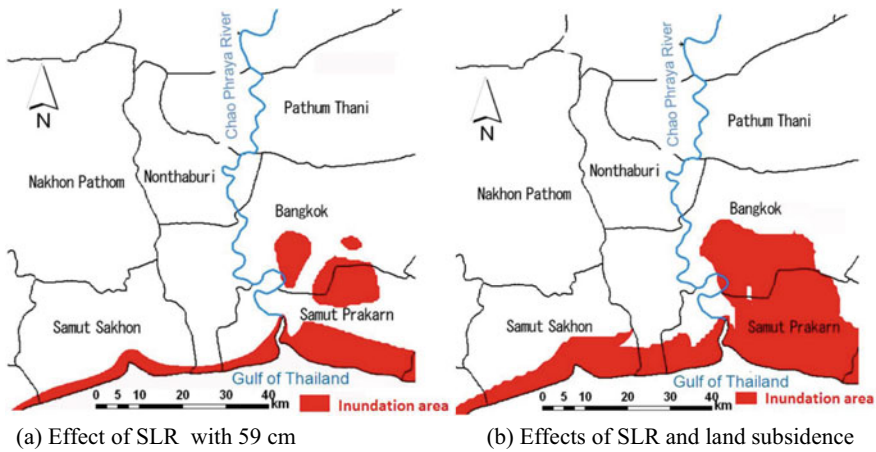 Chao Phraya River
Pathum Thani
N
Nonthaburi
Nakhon Pathom
Bangkok
Samut Sakhon
Samut Prakarn
Gulf of Thailand
0 5 10 20 30 40
km
Inundation area
(a) Effect of SLR with 59 cm
Chao Phraya River
Pathum Thani
N
Nonthaburi
Nakhon Pathom
Bangkok
Samut Sakhon
Samut Prakarn
Gulf of Thailand
0 5 10 20 30 40
km
Inundation area
(b) Effects of SLR and land subsidence